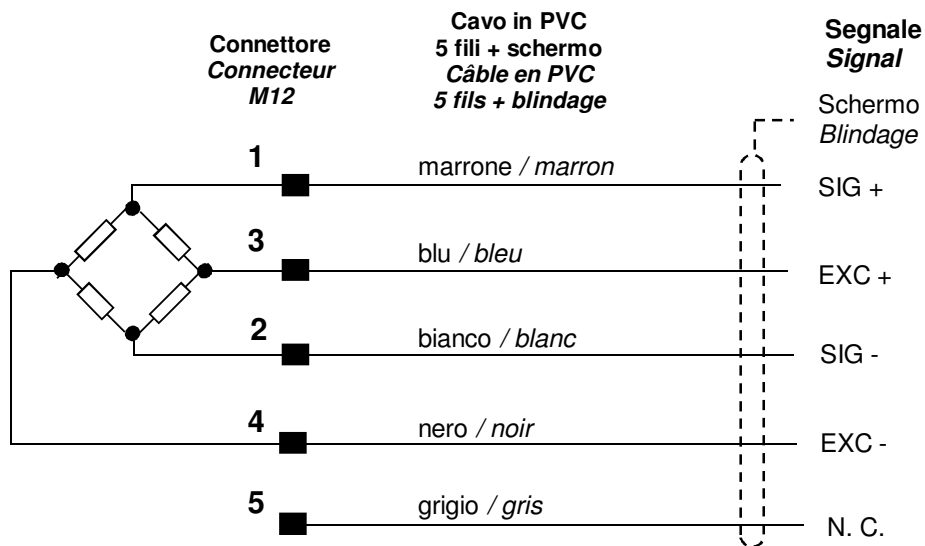 Connettore
Connecteur
M12
Cavo in PVC
5 fili + schermo
Câble en PVC
5 fils + blindage
Segnale
Signal
Schermo
Blindage
1
marrone / marron
SIG +
3
blu / bleu
EXC +
2
bianco / blanc
SIG -
4
nero / noir
EXC -
5
grigio / gris
N. C.